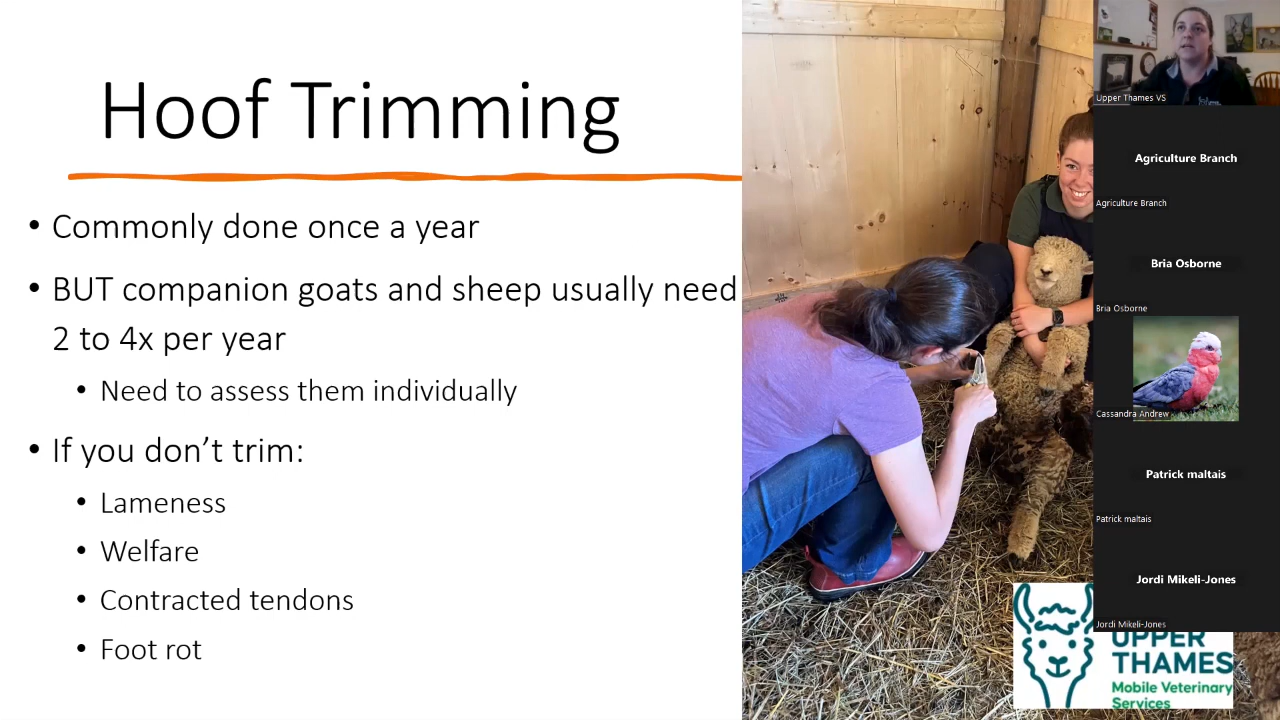 Hoof Trimming
• Commonly done once a year
• BUT companion goats and sheep usually need
2 to 4x per year
• Need to assess them individually
• If you don’t trim:
• Lameness
• Welfare
• Contracted tendons
• Foot rot
Upper Thames VS
Agriculture Branch
Agriculture Branch
Bria Osborne
Bria Osborne
Cassandra Andrew
Patrick maltais
Patrick maltais
Jordi Mikeli-Jones
Jordi Mikeli-Jones
UPPER
THAMES
Mobile Veterinary
Services